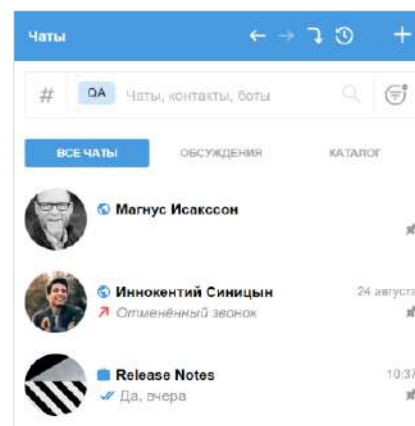 Чаты
# QA Чаты, контакты, боты
ВСЕ ЧАТЫ ОБСУЖДЕНИЯ КАТАЛОГ
Магнус Исакссон
Иннокентий Синицын 24 августа
Отменённый звонок
Release Notes 10:37
Да, вчера